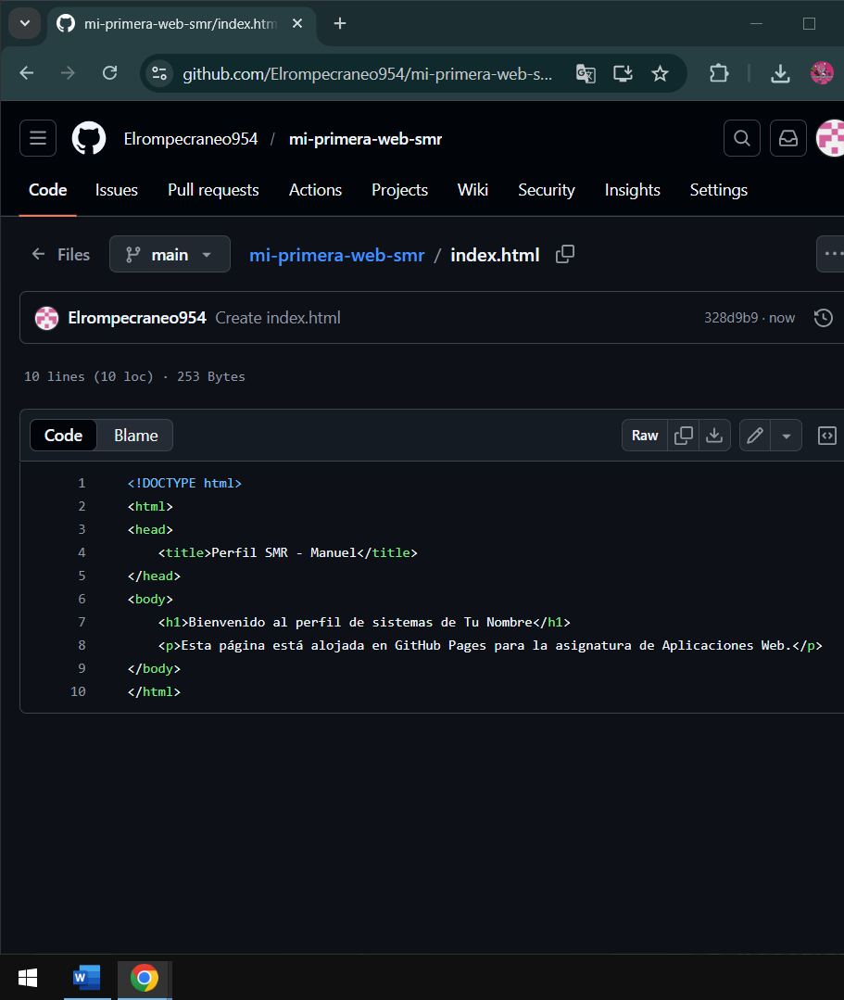 mi-primera-web-smr/index.htm
github.com/Elrompecraneo954/mi-primera-web-s...
Elrompecraneo954 / mi-primera-web-smr
Code Issues Pull requests Actions Projects Wiki Security Insights Settings
Files main mi-primera-web-smr / index.html
Elrompecraneo954 Create index.html 328d9b9 · now
10 lines (10 loc) · 253 Bytes
Code Blame Raw
1 <!DOCTYPE html>
2 <html>
3 <head>
4     <title>Perfil SMR - Manuel</title>
5 </head>
6 <body>
7     <h1>Bienvenido al perfil de sistemas de Tu Nombre</h1>
8     <p>Esta página está alojada en GitHub Pages para la asignatura de Aplicaciones Web.</p>
9 </body>
10 </html>